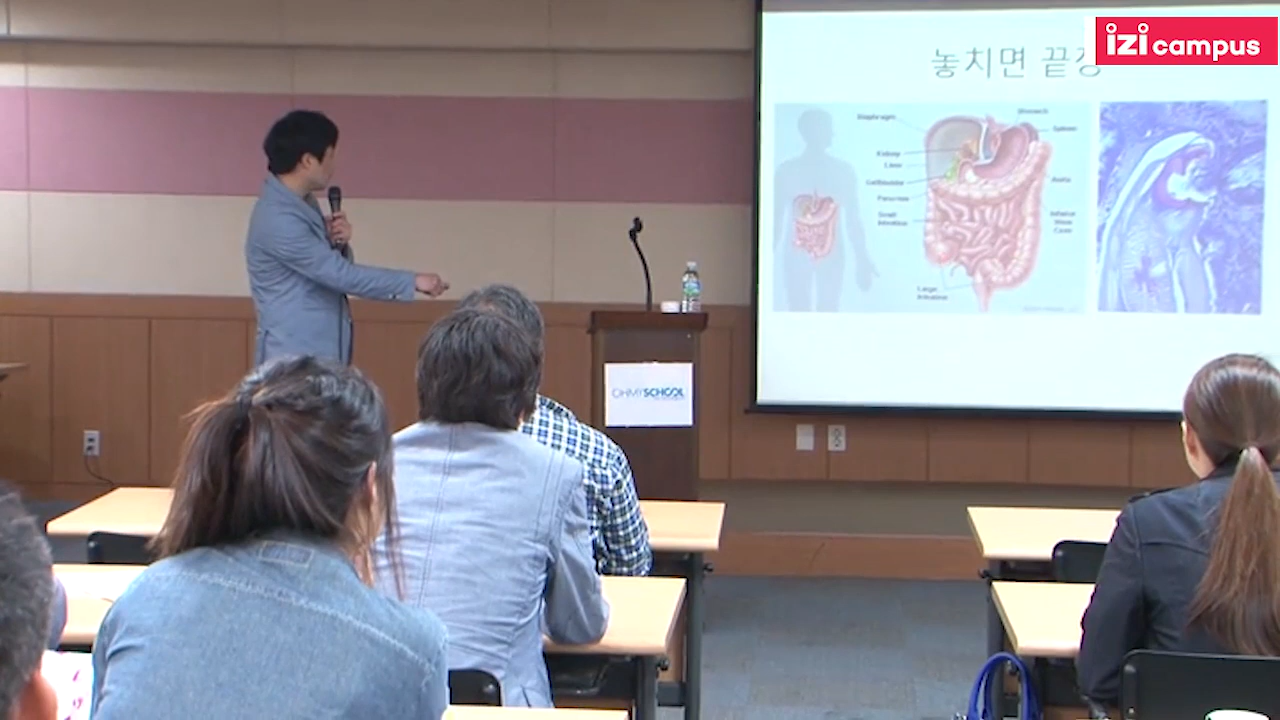 izi campus
놓치면 끝장
Diaphragm
Stomach
Spleen
Kidney
Liver
Gallbladder
Pancreas
Aorta
Small
Intestine
Inferior
Vena
Cava
Large
Intestine
OHMYSCHOOL